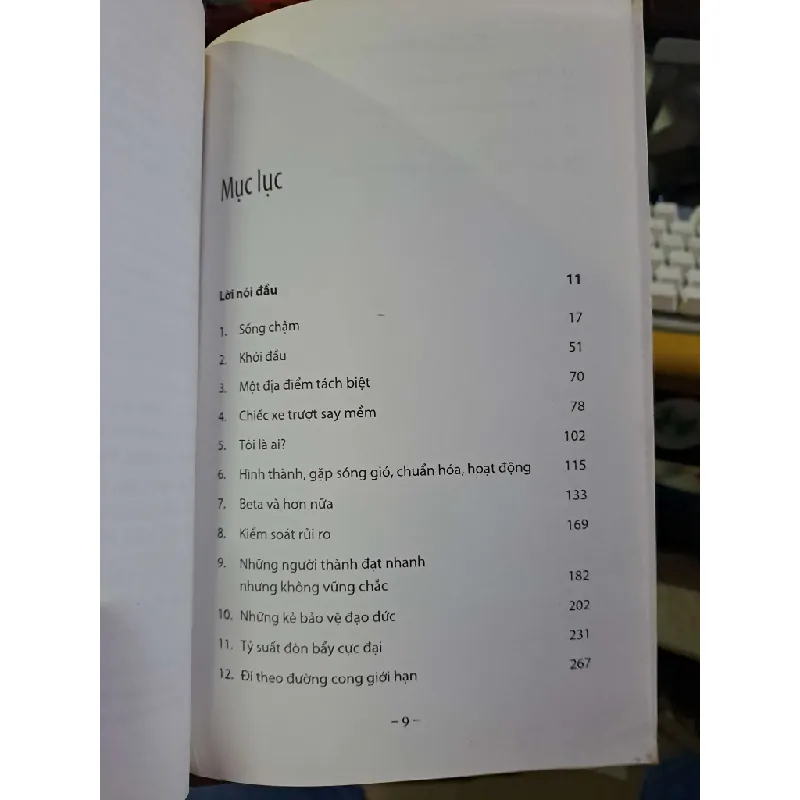 Mục lục
Lời nói đầu 11
1. Sóng chậm 17
2. Khởi đầu 51
3. Một địa điểm tách biệt 70
4. Chiếc xe trượt say mềm 78
5. Tôi là ai? 102
6. Hình thành, gặp sóng gió, chuẩn hóa, hoạt động 115
7. Beta và hơn nữa 133
8. Kiểm soát rủi ro 169
9. Những người thành đạt nhanh
nhưng không vững chắc 182
10. Những kẻ bảo vệ đạo đức 202
11. Tỷ suất đòn bẩy cực đại 231
12. Đi theo đường cong giới hạn 267
– 9 –